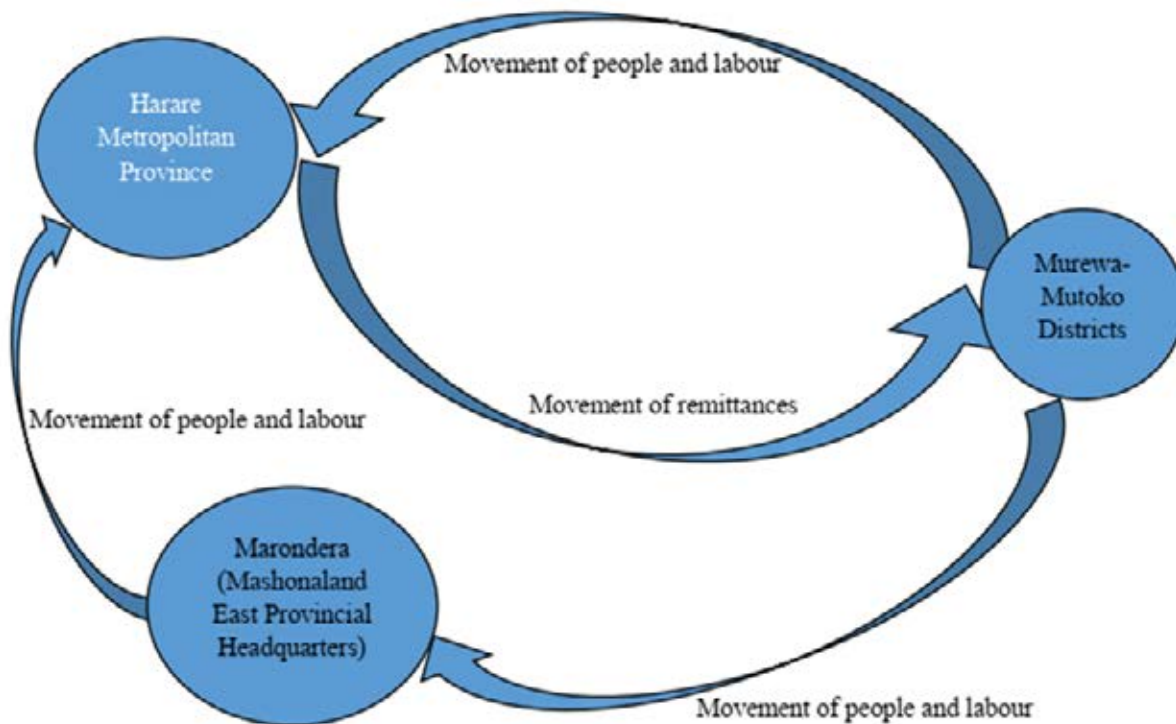 Movement of people and labour
Harare
Metropolitan
Province
Murewa-
Mutoko
Districts
Movement of remittances
Movement of people and labour
Marondera
(Mashonaland
East Provincial
Headquarters)
Movement of people and labour